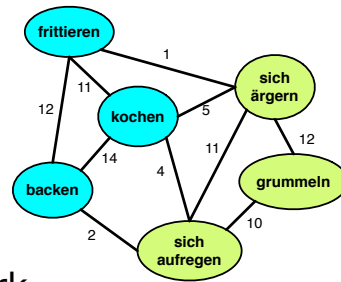 frittieren
1
sich
ärgern
11
12
kochen
5
14
4
11
12
backen
grummeln
2
10
sich
aufregen